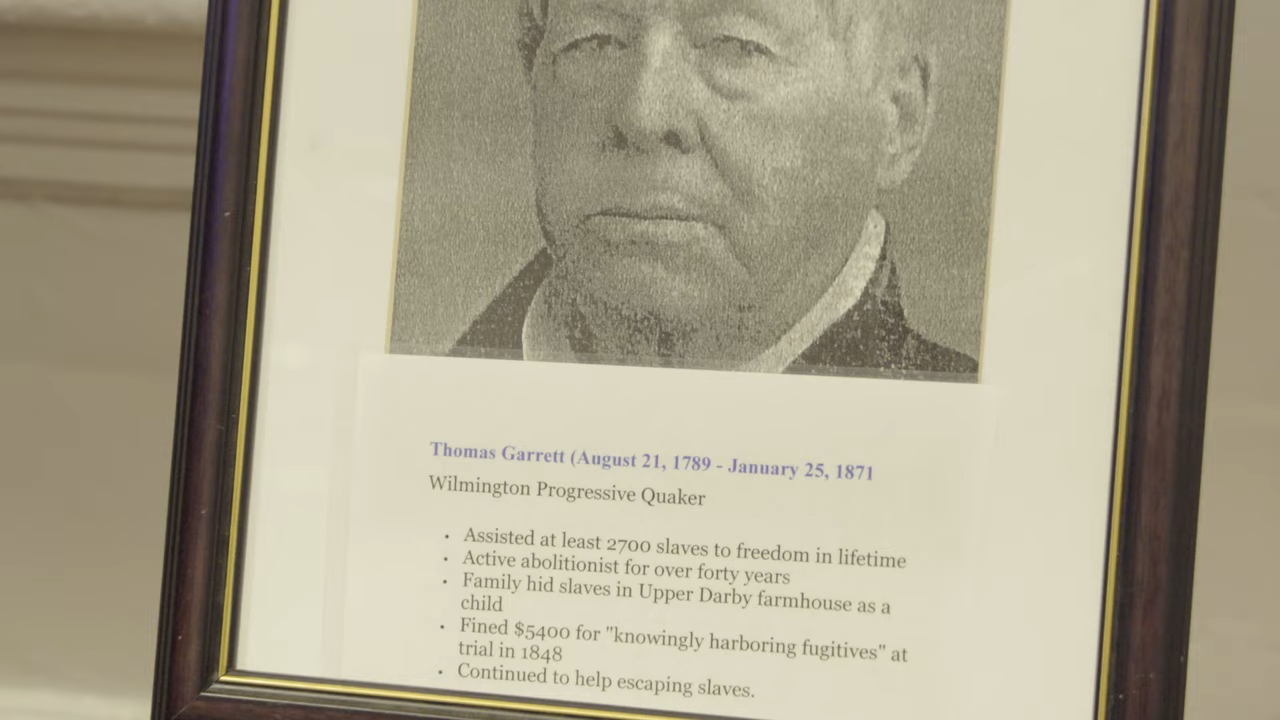 Thomas Garrett (August 21, 1789 - January 25, 1871
Wilmington Progressive Quaker
• Assisted at least 2700 slaves to freedom in lifetime
• Active abolitionist for over forty years
• Family hid slaves in Upper Darby farmhouse as a
child
• Fined $5400 for "knowingly harboring fugitives" at
trial in 1848
• Continued to help escaping slaves.